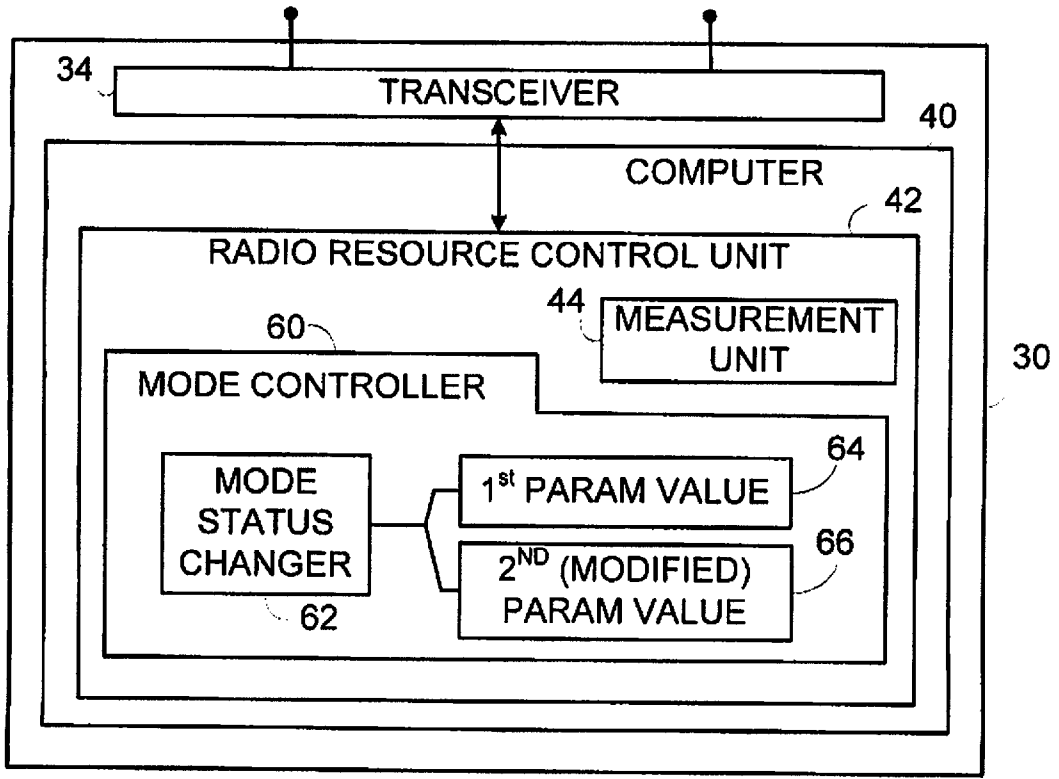 34
TRANSCEIVER
40
COMPUTER
42
RADIO RESOURCE CONTROL UNIT
44
MEASUREMENT
UNIT
60
30
MODE CONTROLLER
64
MODE
STATUS
CHANGER
1st PARAM VALUE
66
2ND (MODIFIED)
PARAM VALUE
62